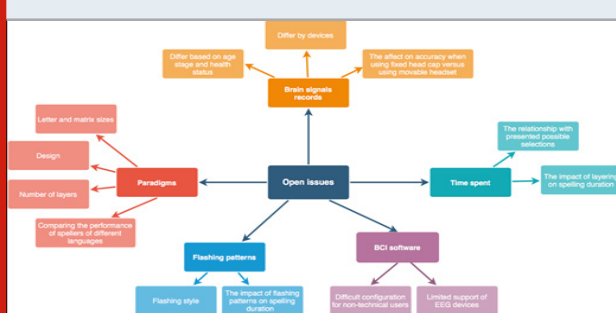 Differ by devices
Differ based on age
stage and health
status
The affect on accuracy when
using fixed head cap versus
using movable headset
Brain signals
records
Letter and matrix sizes
Design
Number of layers
Comparing the performance
of spellers of different
languages
Paradigm
Open issues
Time spent
The relationship with
presented possible
selections
The impact of layering
on spelling duration
Flashing patterns
BCI software
Flashing style
The impact of flashing
patterns on spelling
duration
Difficult configuration
for non-technical users
Limited support of
EEG devices